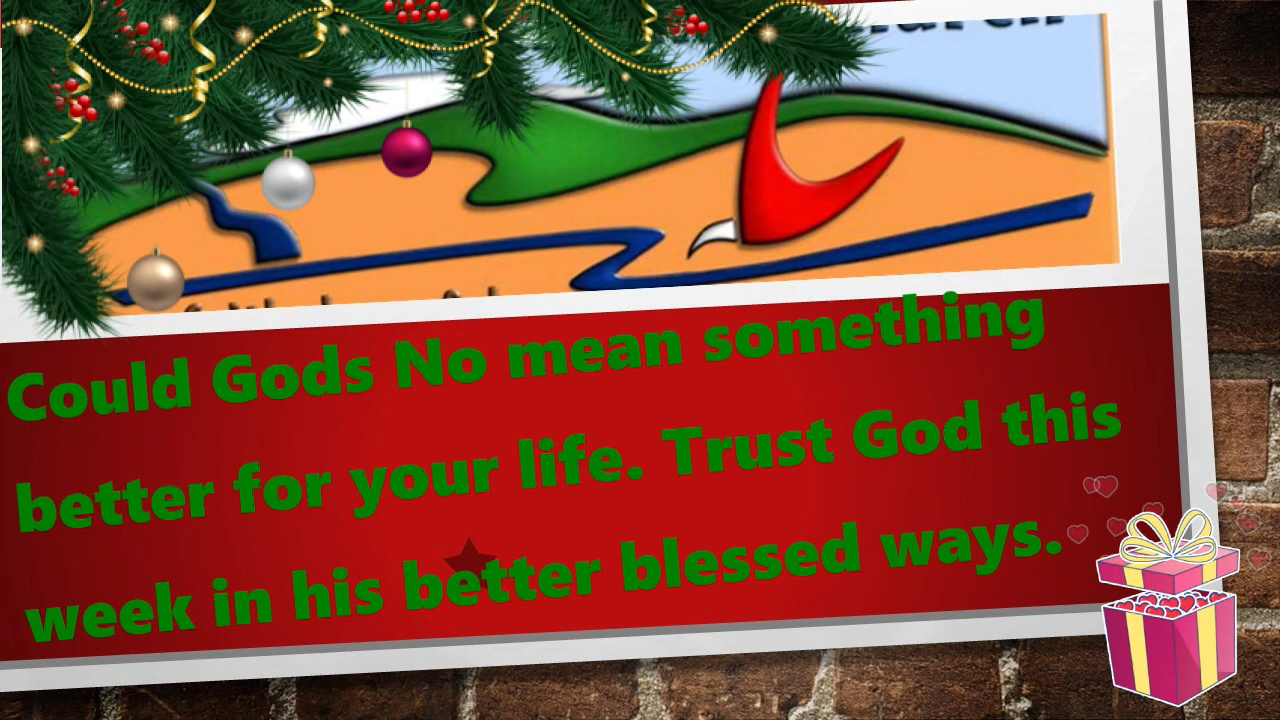 Could Gods No mean something
better for your life. Trust God this
week in his better blessed ways.